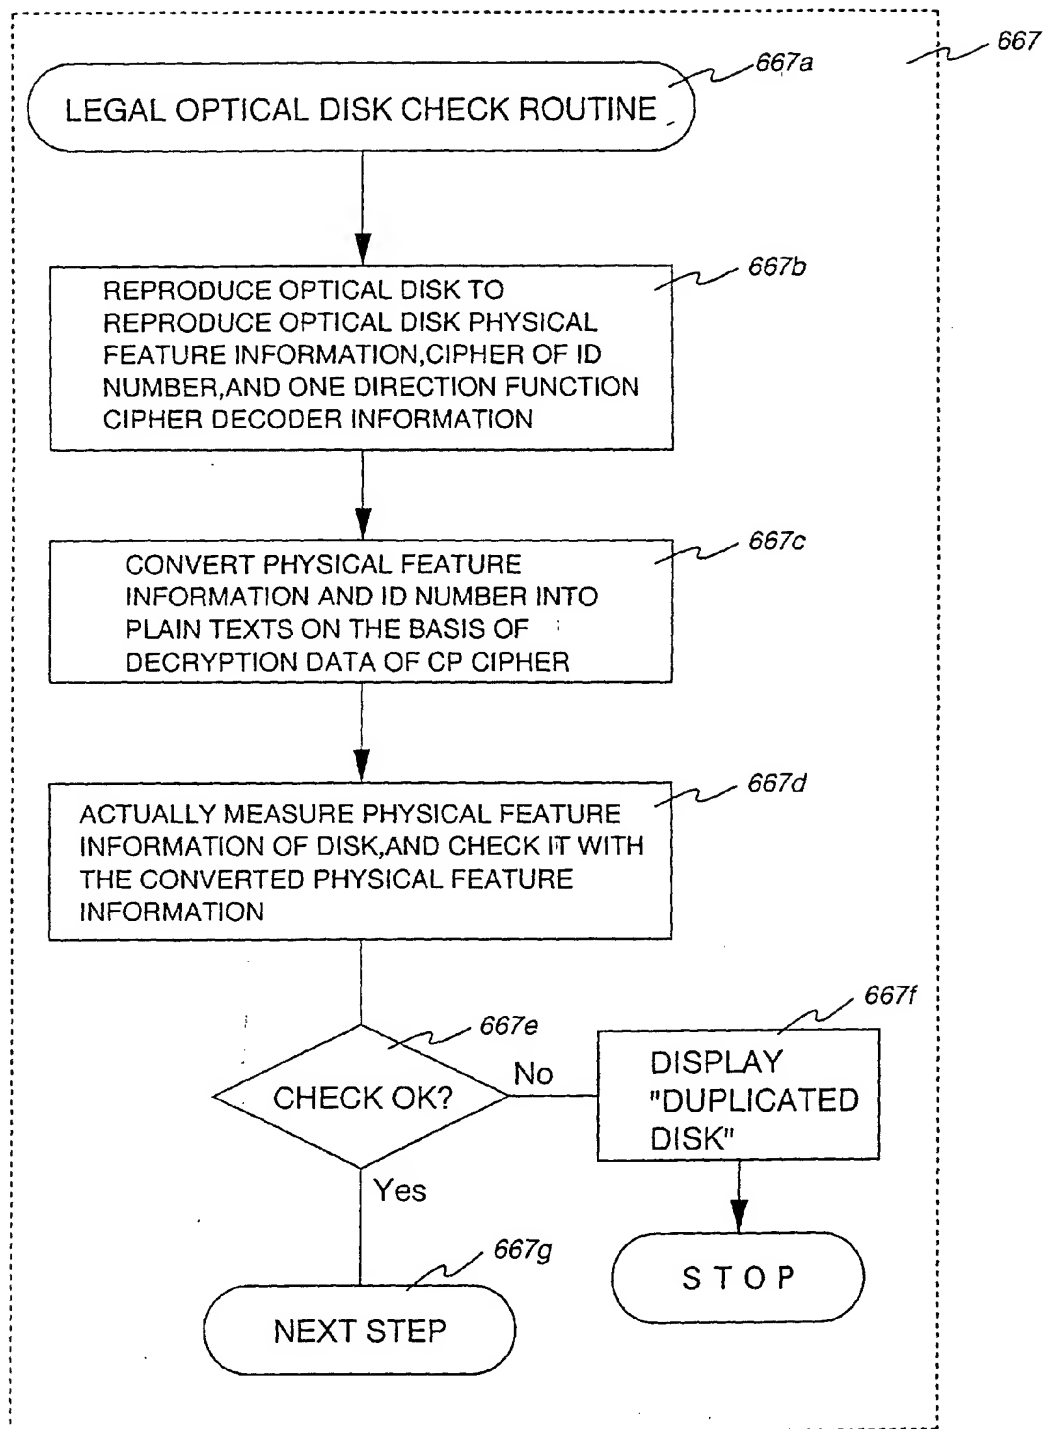 667
667a
LEGAL OPTICAL DISK CHECK ROUTINE
667b
REPRODUCE OPTICAL DISK TO
REPRODUCE OPTICAL DISK PHYSICAL
FEATURE INFORMATION,CIPHER OF ID
NUMBER,AND ONE DIRECTION FUNCTION
CIPHER DECODER INFORMATION
667c
CONVERT PHYSICAL FEATURE
INFORMATION AND ID NUMBER INTO
PLAIN TEXTS ON THE BASIS OF
DECRYPTION DATA OF CP CIPHER
667d
ACTUALLY MEASURE PHYSICAL FEATURE
INFORMATION OF DISK,AND CHECK IT WITH
THE CONVERTED PHYSICAL FEATURE
INFORMATION
667e
CHECK OK?
No
667f
DISPLAY
"DUPLICATED
DISK"
Yes
STOP
667g
NEXT STEP